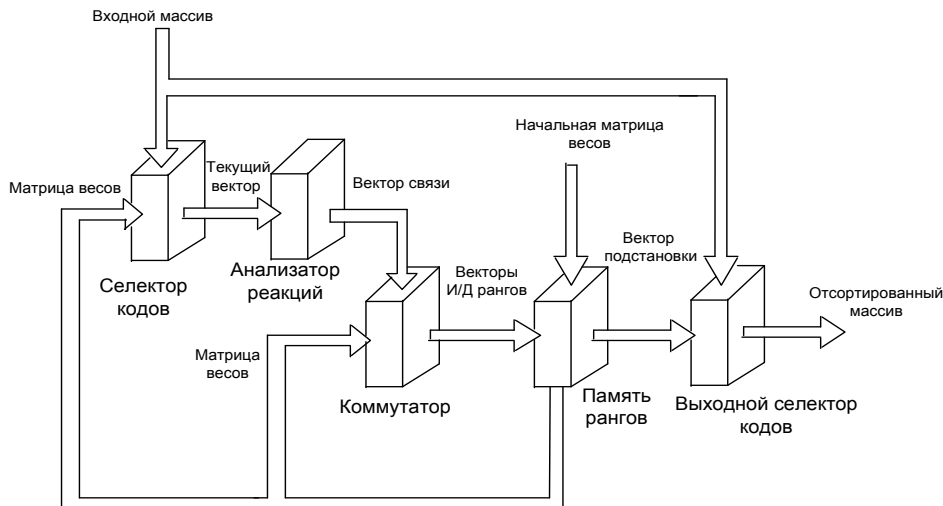 Входной массив
Начальная матрица
весов
Матрица весов
Текущий
вектор
Вектор связи
Селектор
кодов
Анализатор
реакций
Векторы
И/Д рангов
Вектор
подстановки
Отсортированный
массив
Матрица
весов
Коммутатор
Память
рангов
Выходной селектор
кодов